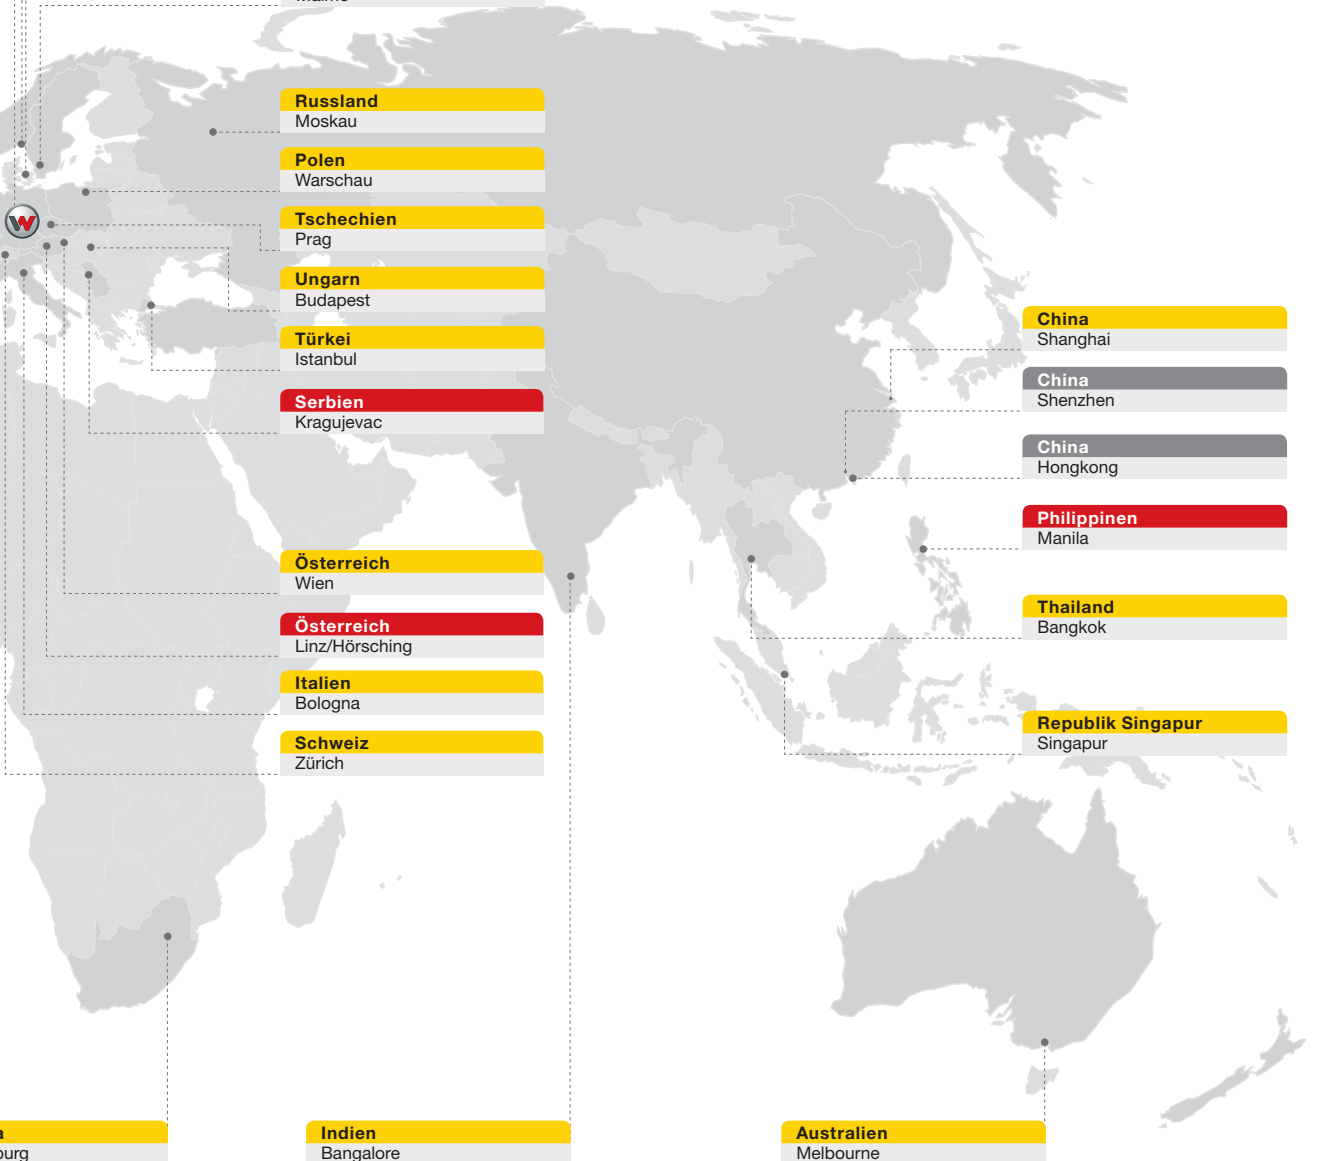 Russland
Moskau
Polen
Warschau
Tschechien
Prag
Ungarn
Budapest
Türkei
Istanbul
Serbien
Kragujevac
Österreich
Wien
Österreich
Linz/Hörsching
Italien
Bologna
Schweiz
Zürich
China
Shanghai
China
Shenzhen
China
Hongkong
Philippinen
Manila
Thailand
Bangkok
Republik Singapur
Singapur
Indien
Bangalore
Australien
Melbourne